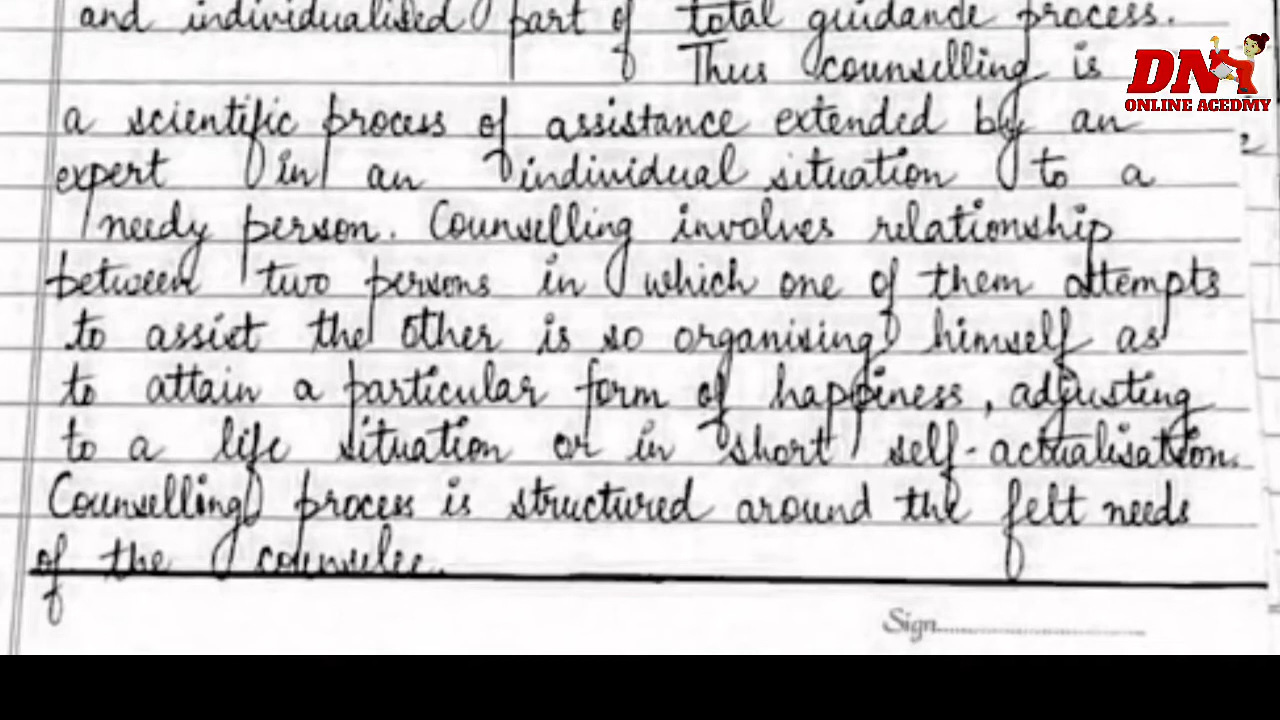 and individualised part of total guidance process.
Thus counselling is
a scientific process of assistance extended by an
expert in an individual situation to a
needy person. Counselling involves relationship
between two persons in which one of them attempts
to assist the other is so organising himself as
to attain a particular form of happiness, adjusting
to a life situation or in short self-actualisation.
Counselling process is structured around the felt needs
of the counselee.
Sign
DN
ONLINE ACEDMY